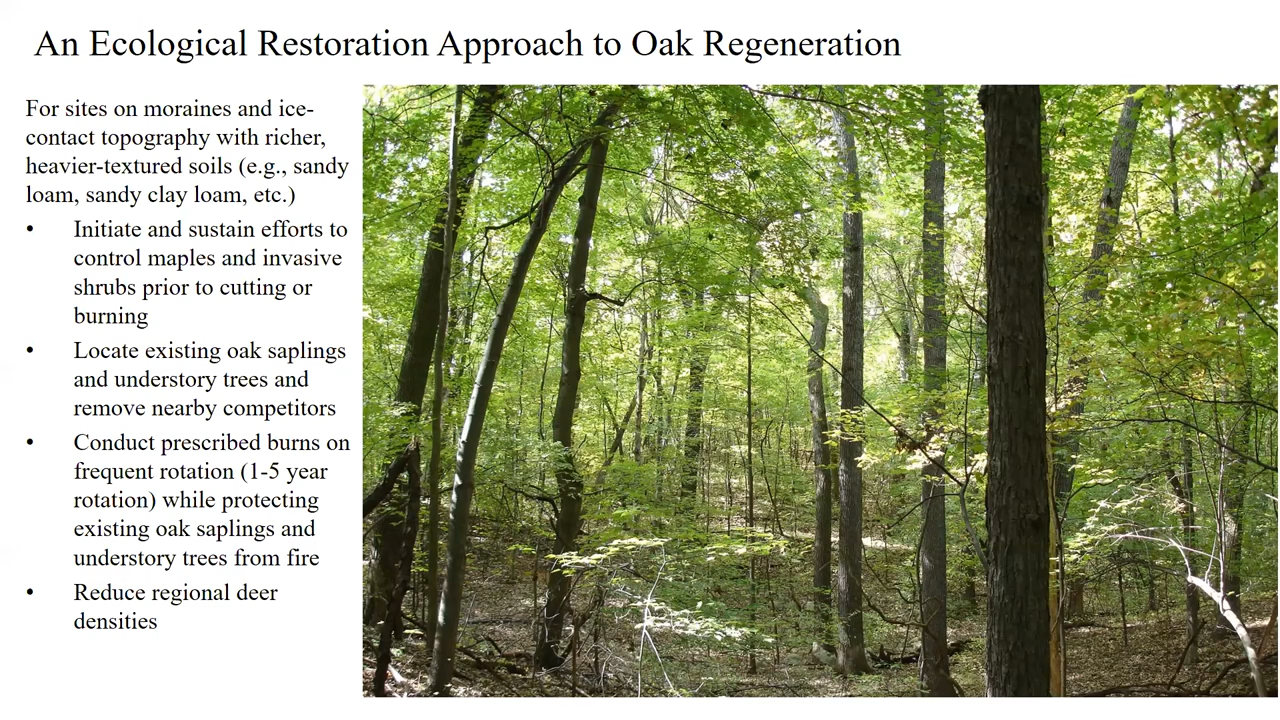 An Ecological Restoration Approach to Oak Regeneration
For sites on moraines and ice-
contact topography with richer,
heavier-textured soils (e.g., sandy
loam, sandy clay loam, etc.)
• Initiate and sustain efforts to
control maples and invasive
shrubs prior to cutting or
burning
• Locate existing oak saplings
and understory trees and
remove nearby competitors
• Conduct prescribed burns on
frequent rotation (1-5 year
rotation) while protecting
existing oak saplings and
understory trees from fire
• Reduce regional deer
densities